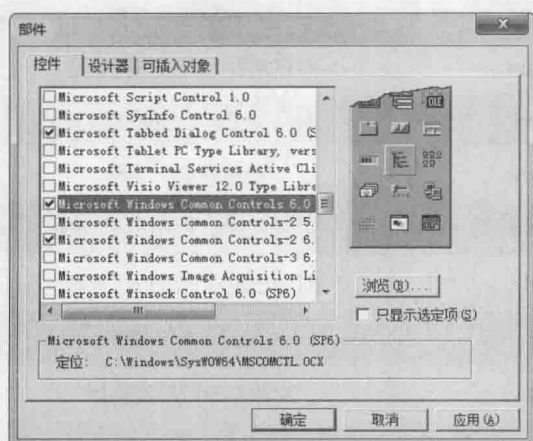 部件
控件
设计器
可插入对象
Microsoft Script Control 1.0
Microsoft SysInfo Control 6.0
Microsoft Tabbed Dialog Control 6.0 (S
Microsoft Tablet PC Type Library, vers
Microsoft Terminal Services Active Cli
Microsoft Visio Viewer 12.0 Type Libre
Microsoft Windows Common Controls 6.0
Microsoft Windows Common Controls-2 5.
Microsoft Windows Common Controls-2 6.
Microsoft Windows Common Controls-3 6.
Microsoft Windows Image Acquisition Li
Microsoft Winsock Control 6.0 (SP6)
OLE
浏览(B)...
只显示选定项(S)
Microsoft Windows Common Controls 6.0 (SP6)
定位: C:\Windows\SysWOW64\MSCOMCTL.OCX
确定
取消
应用(A)